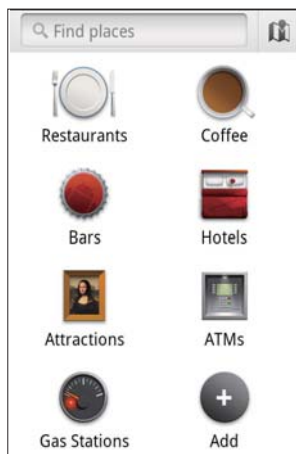 Find places
Restaurants Coffee
Bars Hotels
Attractions ATMs
Gas Stations Add